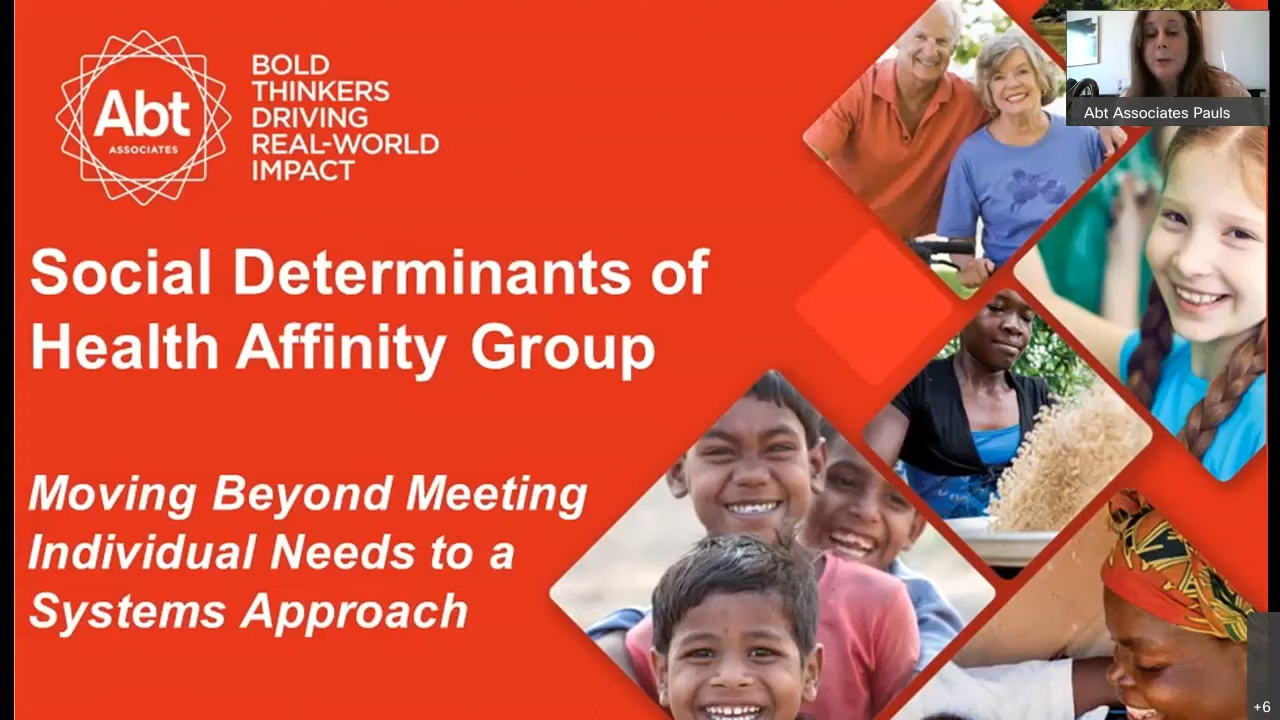 Abt
ASSOCIATES
BOLD
THINKERS
DRIVING
REAL-WORLD
IMPACT
Abt Associates Pauls
Social Determinants of
Health Affinity Group
Moving Beyond Meeting
Individual Needs to a
Systems Approach
+6